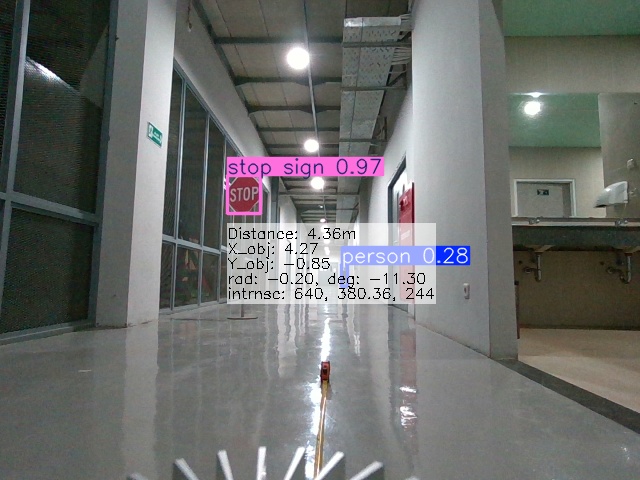 stop sign 0.97
STOP
Distance: 4.36m
X_obj: 4.27
Y_obj: -0.85
person 0.28
rad: -0.20, deg: -11.30
intrnsc: 640, 380.36, 244